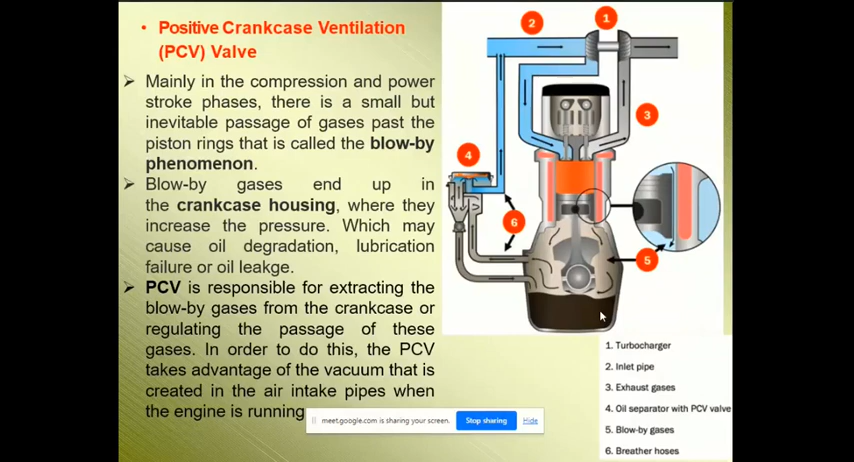 • Positive Crankcase Ventilation
(PCV) Valve
➢ Mainly in the compression and power
stroke phases, there is a small but
inevitable passage of gases past the
piston rings that is called the blow-by
phenomenon.
➢ Blow-by gases end up in
the crankcase housing, where they
increase the pressure. Which may
cause oil degradation, lubrication
failure or oil leakge.
➢ PCV is responsible for extracting the
blow-by gases from the crankcase or
regulating the passage of these
gases. In order to do this, the PCV
takes advantage of the vacuum that is
created in the air intake pipes when
the engine is running
1
2
3
4
6
5
1. Turbocharger
2. Inlet pipe
3. Exhaust gases
4. Oil separator with PCV valve
5. Blow-by gases
6. Breather hoses
meet.google.com is sharing your screen. Stop sharing Hide